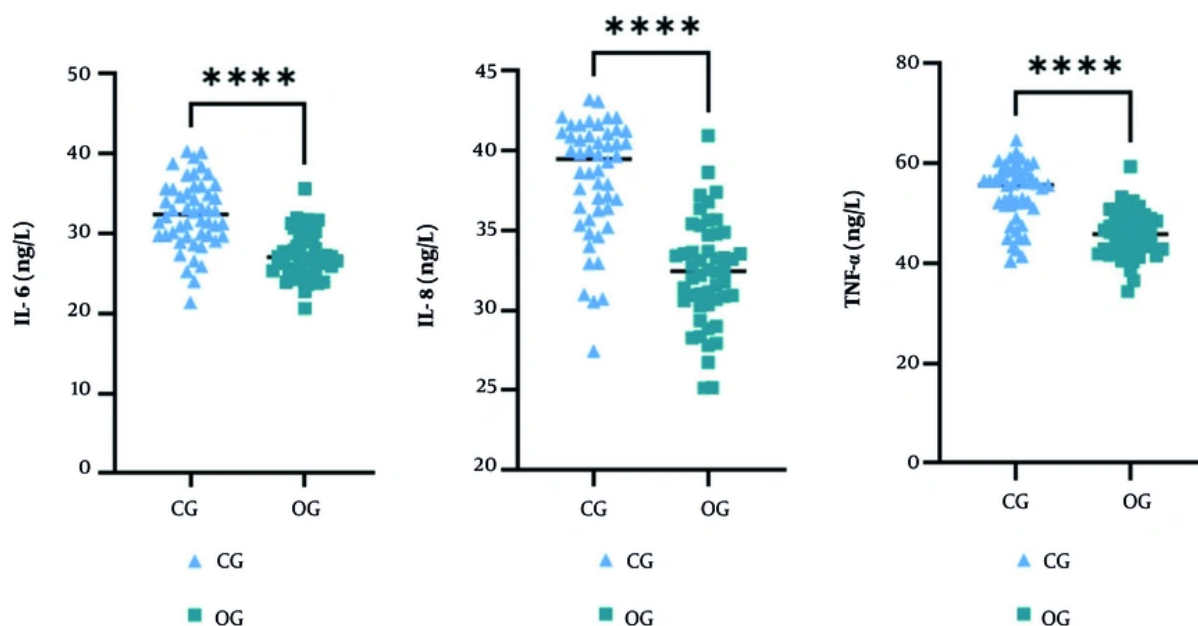 ****
IL- 6 (ng/L)
50
40
30
20
10
0
CG OG
CG
OG
****
IL- 8 (ng/L)
45
40
35
30
25
20
CG OG
CG
OG
****
TNF-α (ng/L)
80
60
40
20
0
CG OG
CG
OG